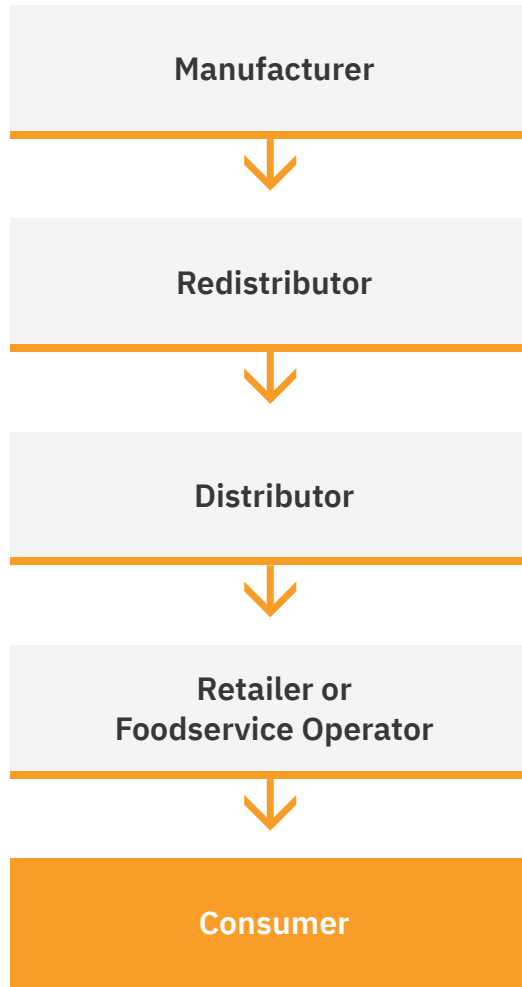 Manufacturer
Redistributor
Distributor
Retailer or
Foodservice Operator
Consumer